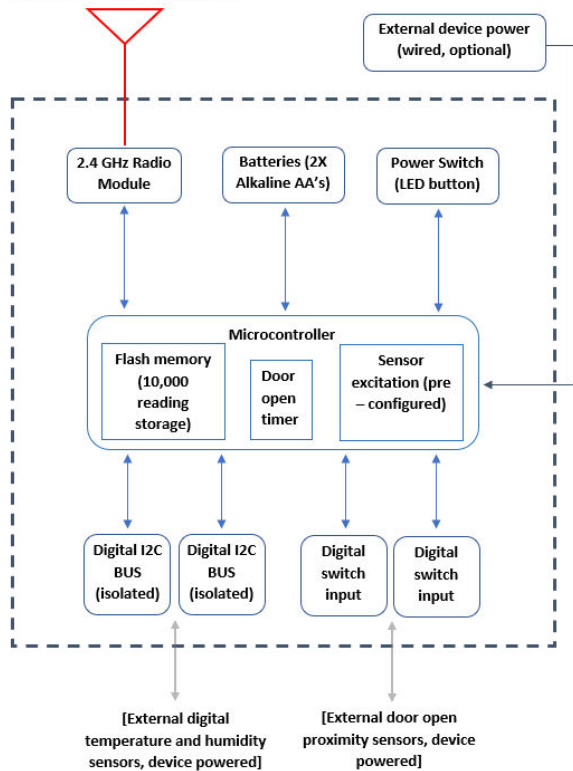 External device power
(wired, optional)
2.4 GHz Radio
Module
Batteries (2X
Alkaline AA's)
Power Switch
(LED button)
Microcontroller
Flash memory
(10,000
reading
storage)
Door
open
timer
Sensor
excitation (pre
– configured)
Digital I2C
BUS
(isolated)
Digital I2C
BUS
(isolated)
Digital
switch
input
Digital
switch
input
[External digital
temperature and humidity
sensors, device powered]
[External door open
proximity sensors, device
powered]